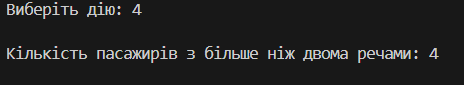 Виберіть дію: 4
Кількість пасажирів з більше ніж двома речами: 4